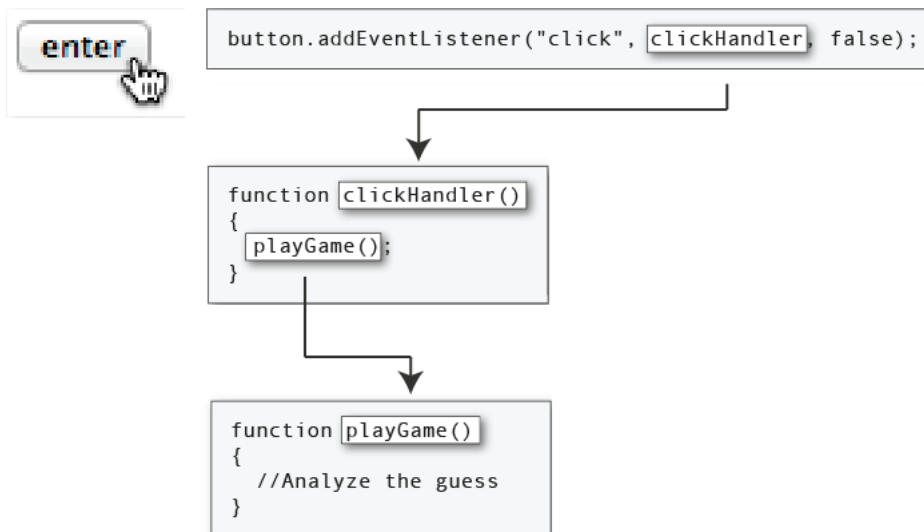 enter
button.addEventListener("click", clickHandler, false);
function clickHandler()
{
playGame();
}
function playGame()
{
//Analyze the guess
}